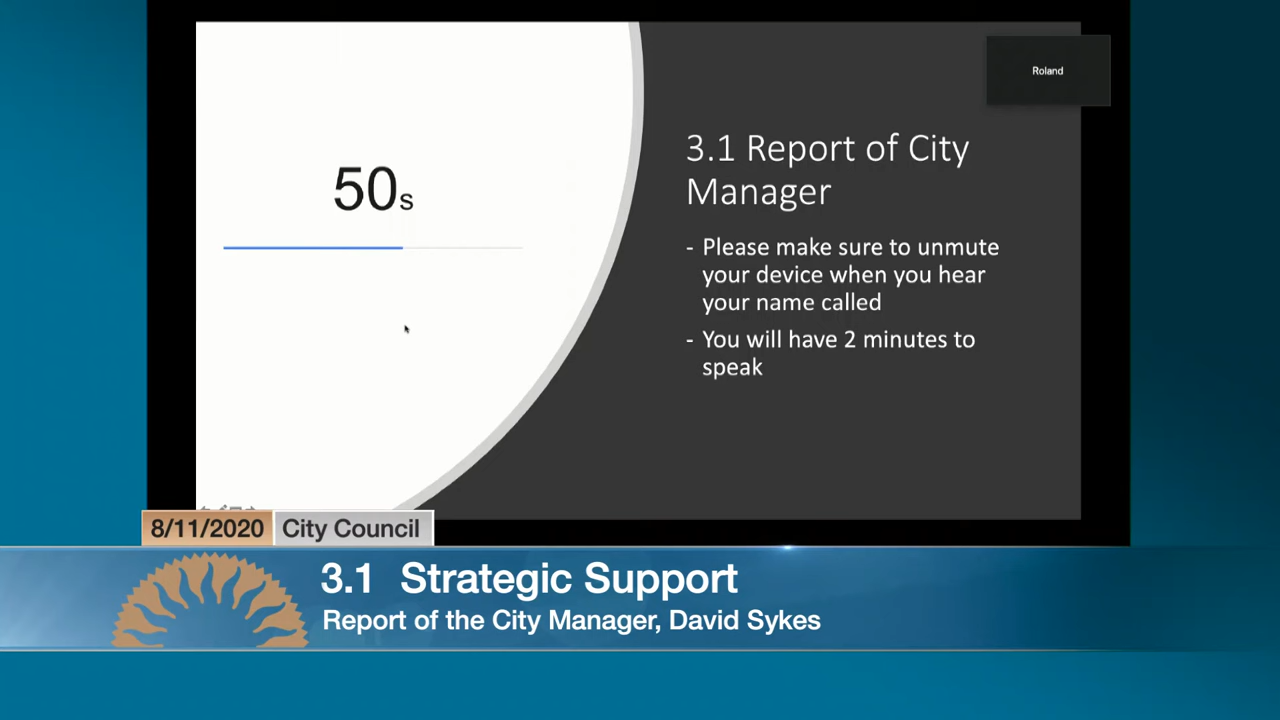 Roland
50s
3.1 Report of City
Manager
- Please make sure to unmute
your device when you hear
your name called
- You will have 2 minutes to
speak
8/11/2020 City Council
3.1 Strategic Support
Report of the City Manager, David Sykes